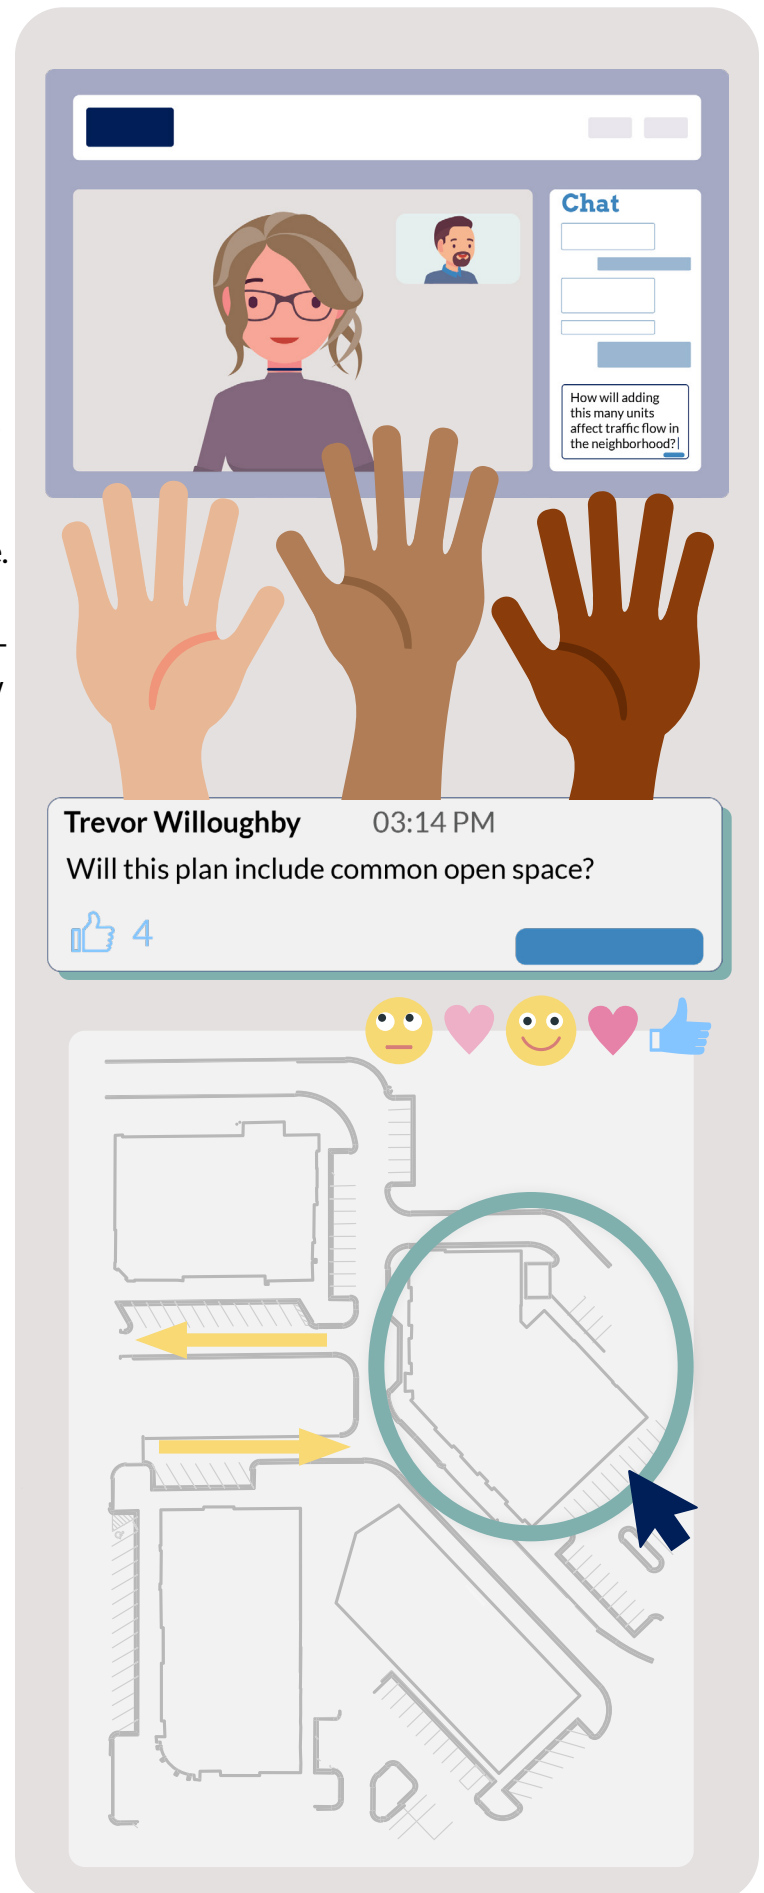 Chat
How will adding
this many units
affect traffic flow in
the neighborhood?
e.
-
Trevor Willoughby 03:14 PM
Will this plan include common open space?
4